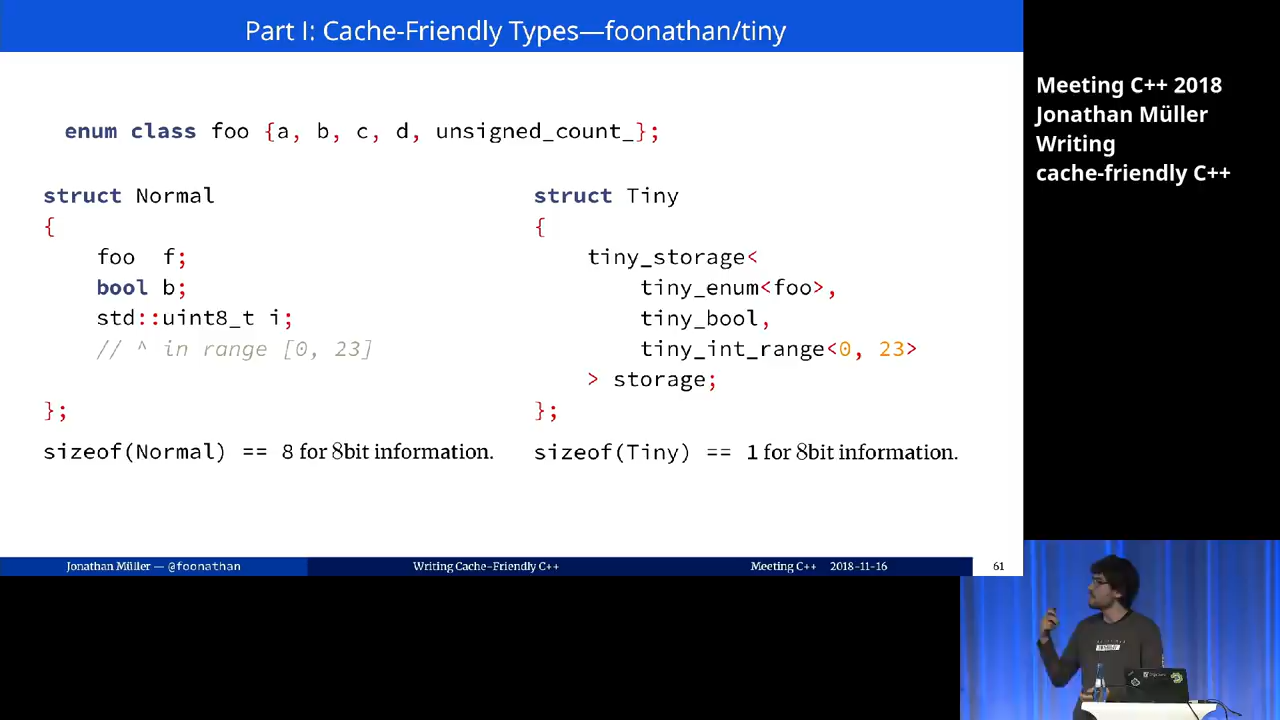 Part I: Cache-Friendly Types—foonathan/tiny
enum class foo {a, b, c, d, unsigned_count_};
struct Normal
{
foo f;
bool b;
std::uint8_t i;
// ^ in range [0, 23]
};
sizeof(Normal) == 8 for 8bit information.
struct Tiny
{
tiny_storage<
tiny_enum<foo>,
tiny_bool,
tiny_int_range<0, 23>
> storage;
};
sizeof(Tiny) == 1 for 8bit information.
Jonathan Müller — @foonathan
Writing Cache-Friendly C++
Meeting C++ 2018-11-16
61
Meeting C++ 2018
Jonathan Müller
Writing
cache-friendly C++